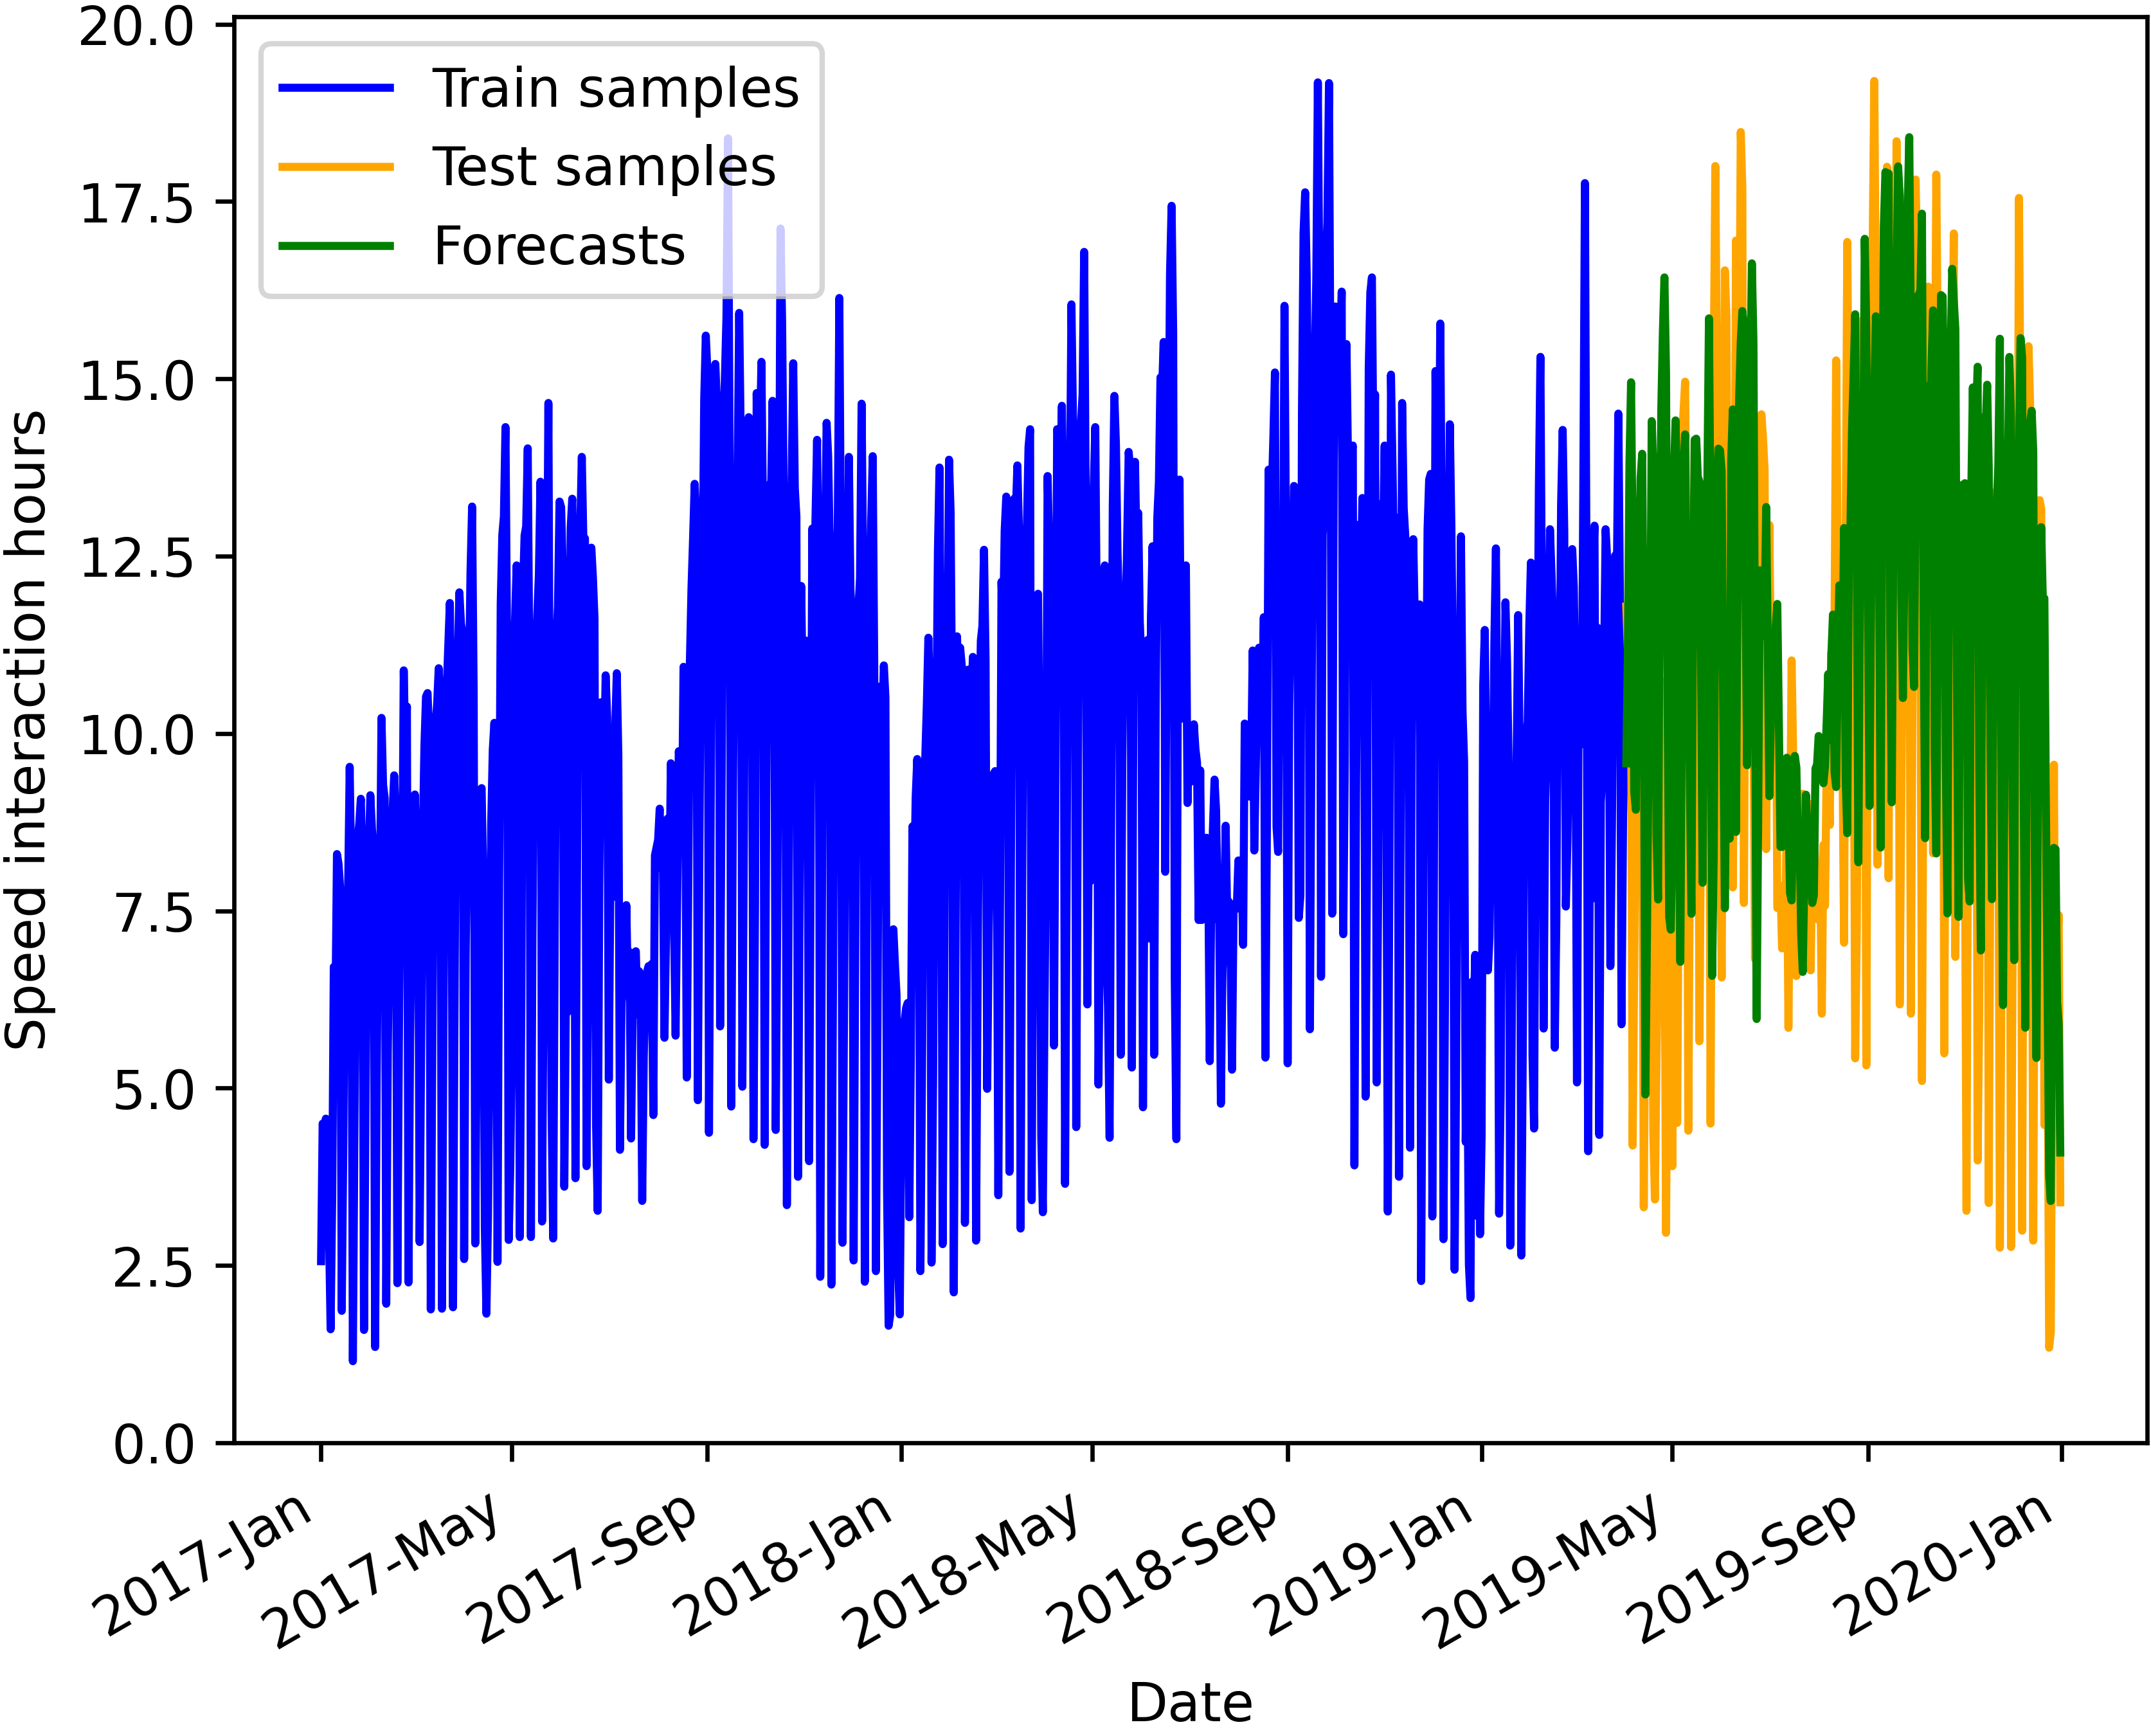 Speed interaction hours
20.0
17.5
15.0
12.5
10.0
7.5
5.0
2.5
0.0
Train samples
Test samples
Forecasts
2017-Jan
2017-May
2017-Sep
2018-Jan
2018-May
2018-Sep
2019-Jan
2019-May
2019-Sep
2020-Jan
Date